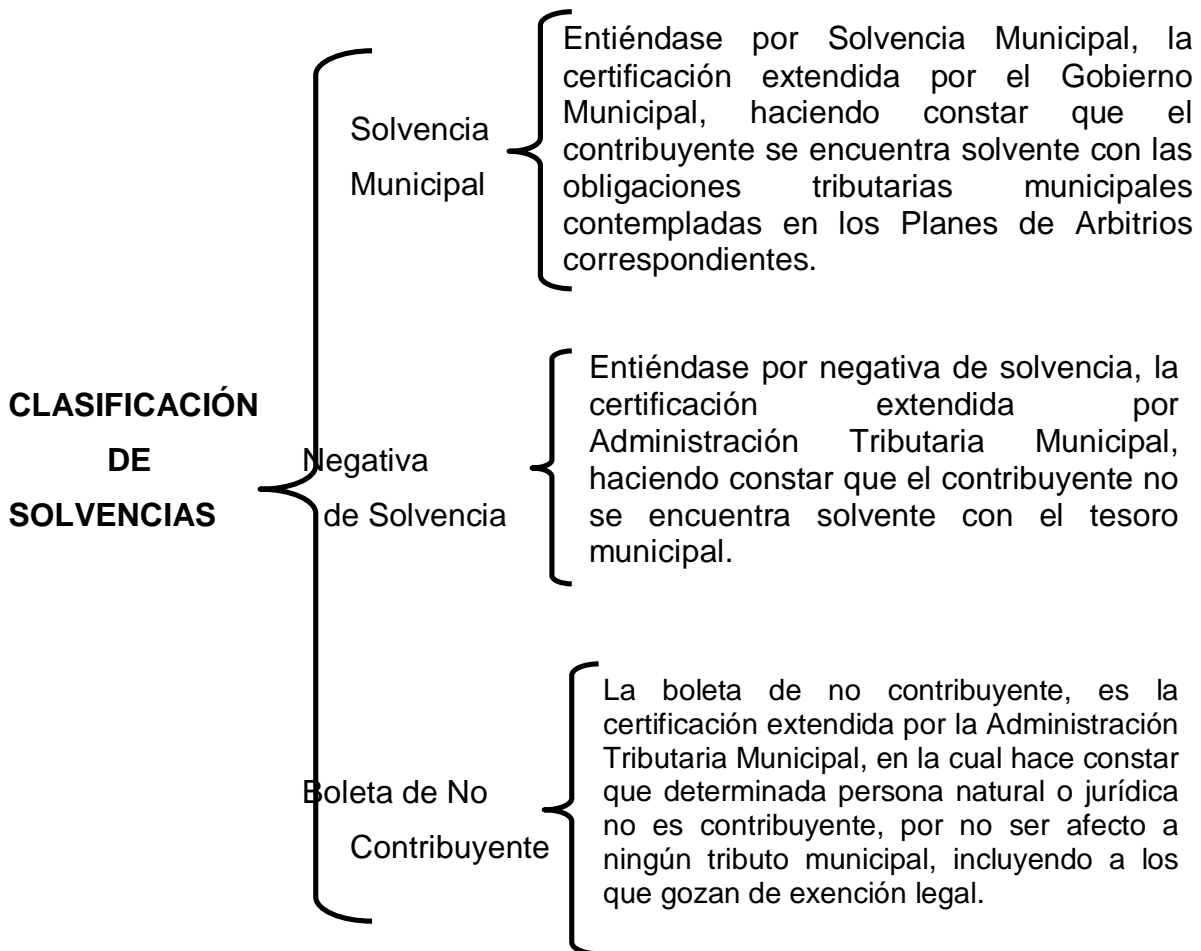 CLASIFICACIÓN
DE
SOLVENCIAS
Solvencia
Municipal
Entiéndase por Solvencia Municipal, la
certificación extendida por el Gobierno
Municipal, haciendo constar que el
contribuyente se encuentra solvente con las
obligaciones tributarias municipales
contempladas en los Planes de Arbitrios
correspondientes.
Negativa
de Solvencia
Entiéndase por negativa de solvencia, la
certificación extendida por
Administración Tributaria Municipal,
haciendo constar que el contribuyente no
se encuentra solvente con el tesoro
municipal.
Boleta de No
Contribuyente
La boleta de no contribuyente, es la
certificación extendida por la Administración
Tributaria Municipal, en la cual hace constar
que determinada persona natural o jurídica
no es contribuyente, por no ser afecto a
ningún tributo municipal, incluyendo a los
que gozan de exención legal.